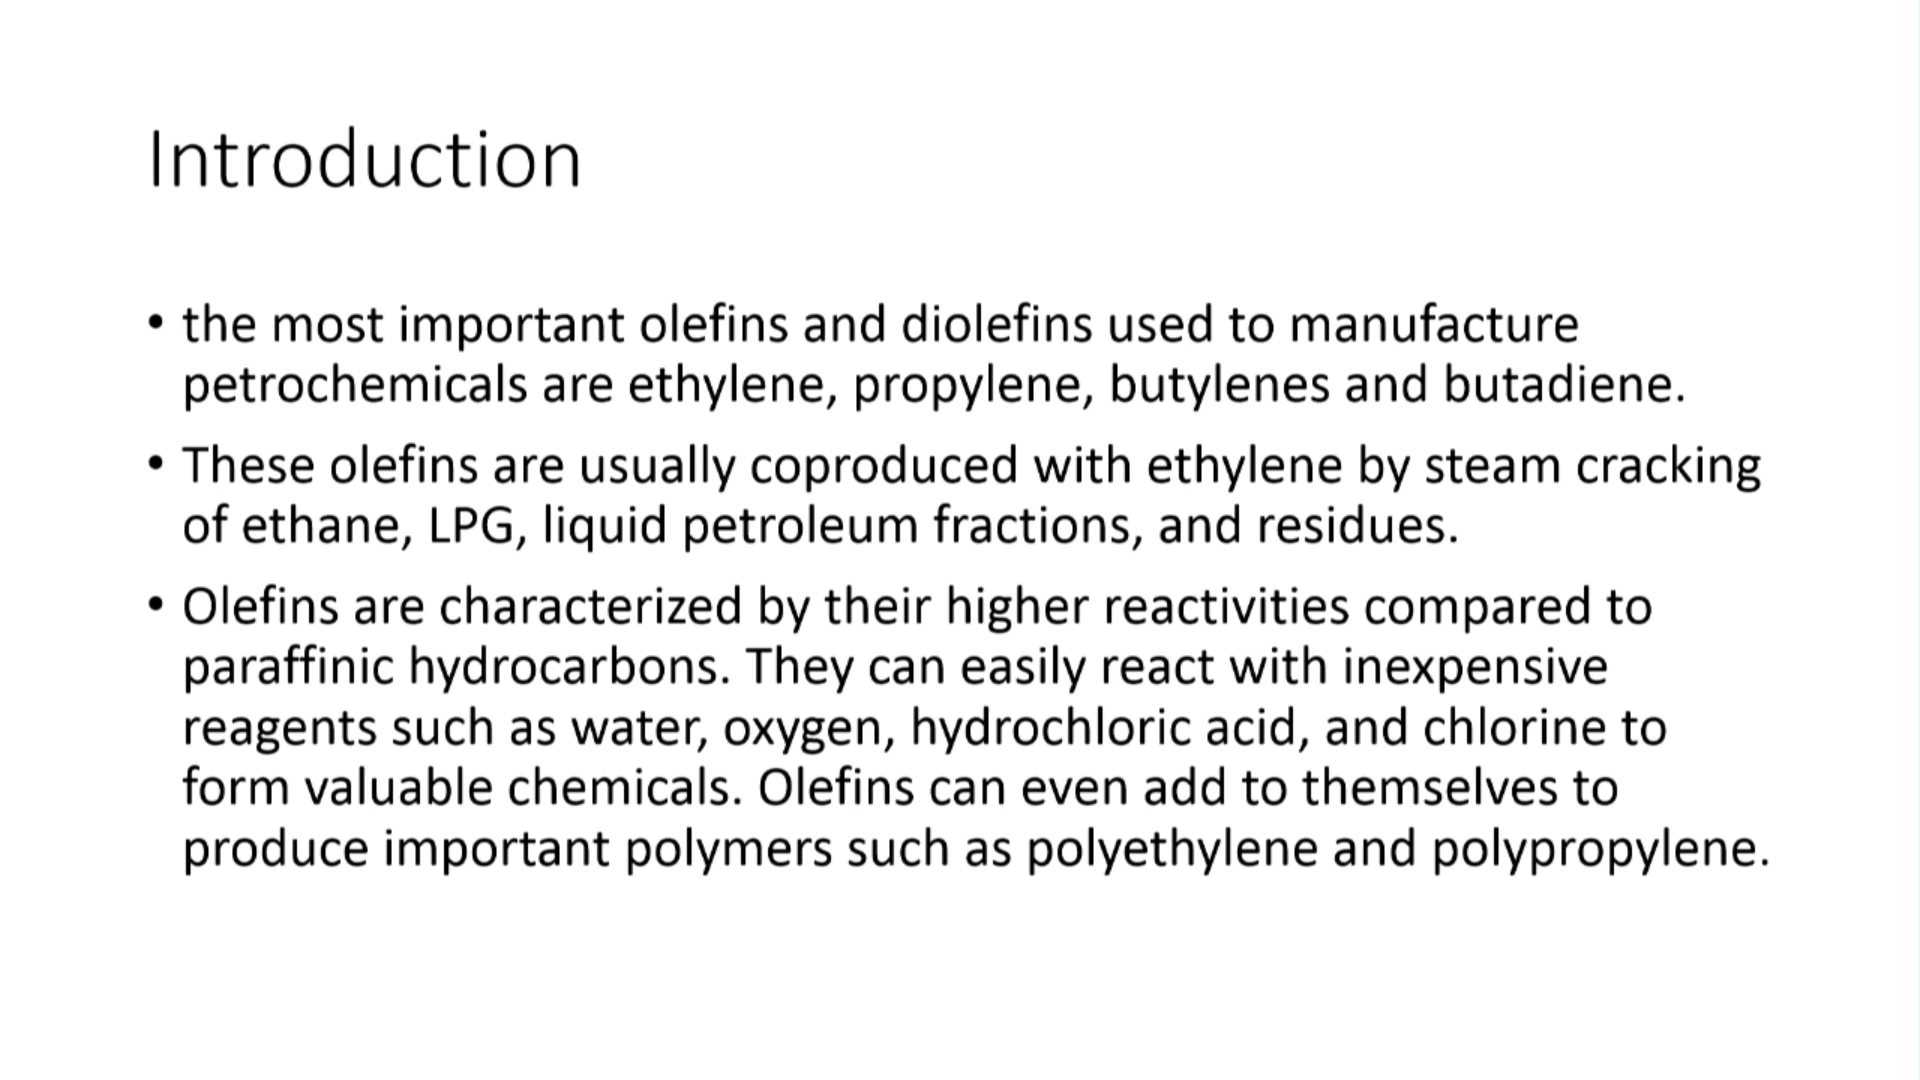 Introduction
• the most important olefins and diolefins used to manufacture
petrochemicals are ethylene, propylene, butylenes and butadiene.
• These olefins are usually coproduced with ethylene by steam cracking
of ethane, LPG, liquid petroleum fractions, and residues.
• Olefins are characterized by their higher reactivities compared to
paraffinic hydrocarbons. They can easily react with inexpensive
reagents such as water, oxygen, hydrochloric acid, and chlorine to
form valuable chemicals. Olefins can even add to themselves to
produce important polymers such as polyethylene and polypropylene.